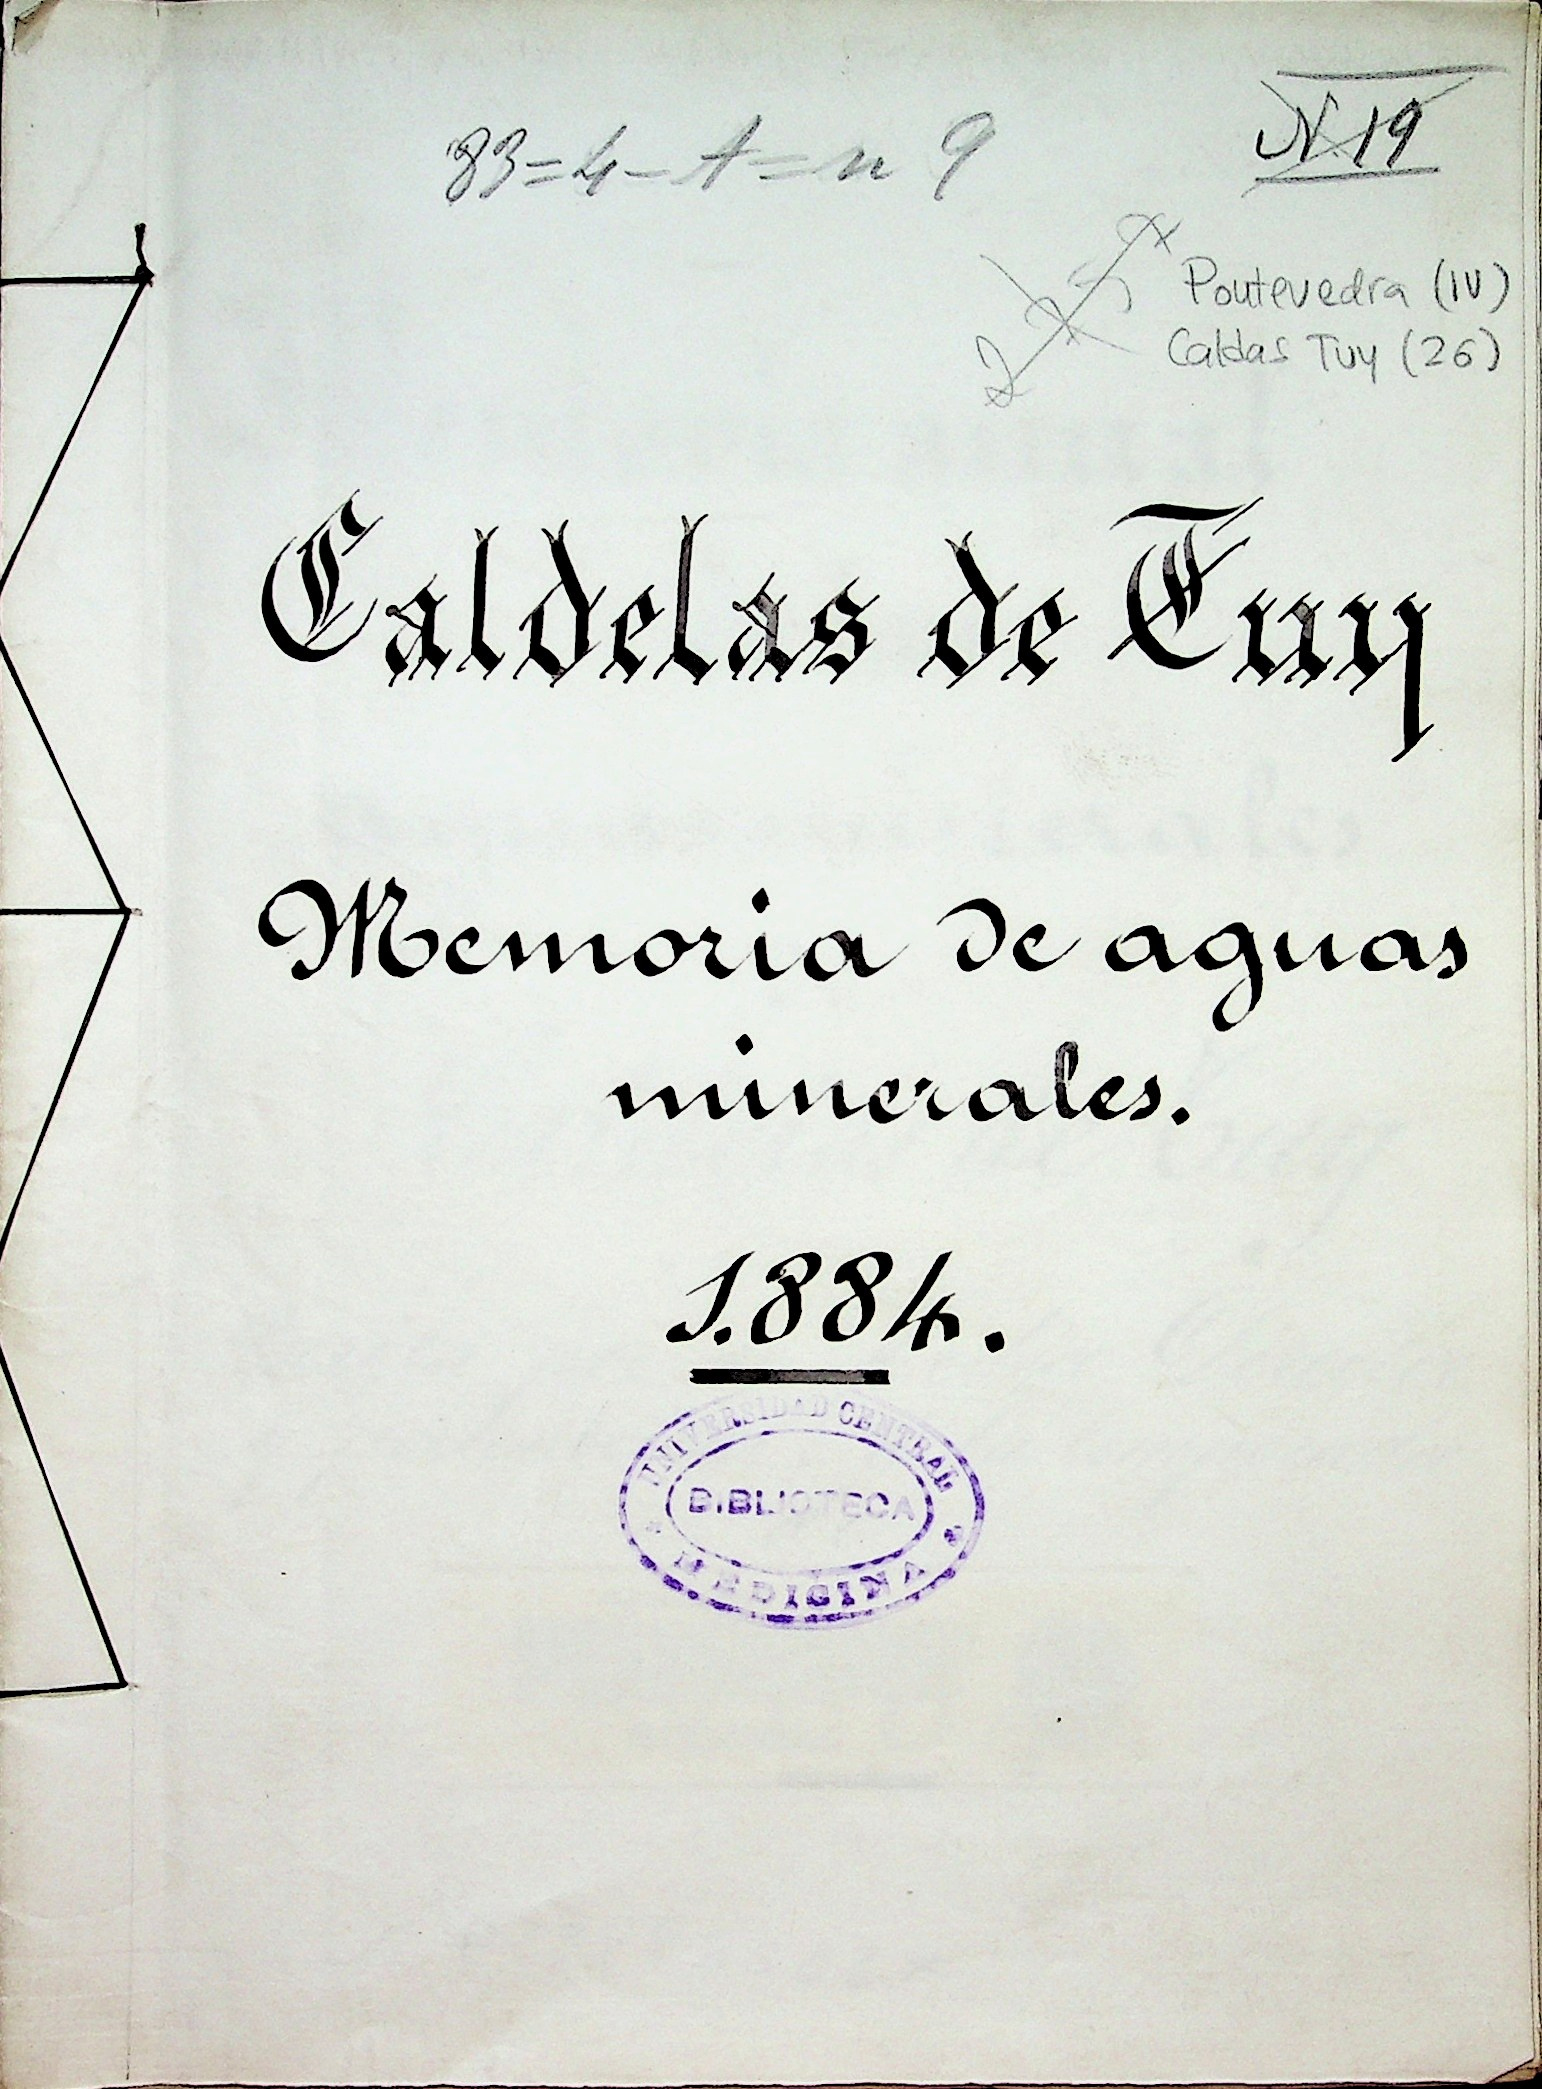 83=4-A=n 9
N. 19
Pontevedra (IV)
Caldas Tuy (26)
Caldelas de Tuy
Memoria de aguas
minerales.
1.884.
UNIVERSIDAD CENTRAL
BIBLIOTECA
MEDICINA